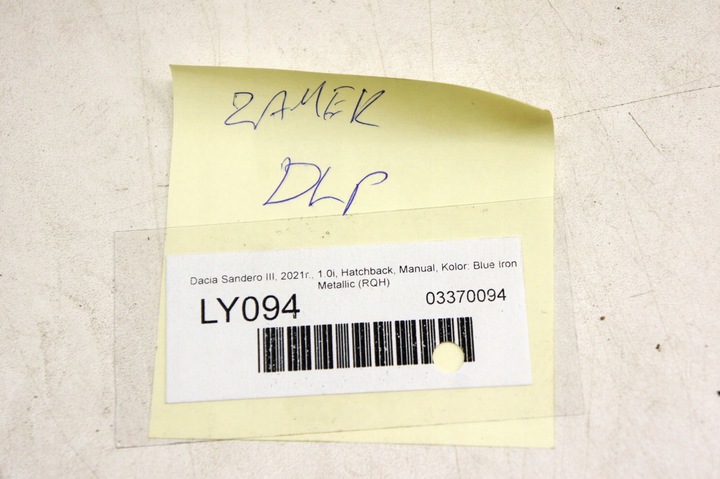 ZAMEK
DLP
Dacia Sandero III, 2021r., 1.0i, Hatchback, Manual, Kolor: Blue Iron
Metallic (RQH)
LY094
03370094